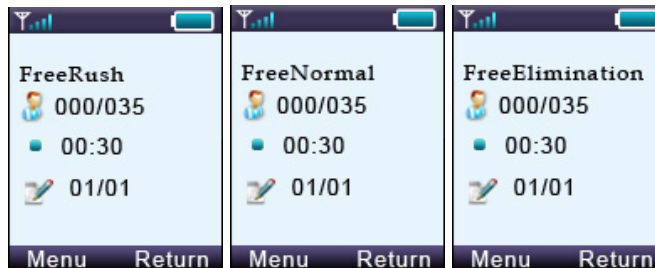 FreeRush
000/035
00:30
01/01
Menu Return
FreeNormal
000/035
00:30
01/01
Menu Return
FreeElimination
000/035
00:30
01/01
Menu Return